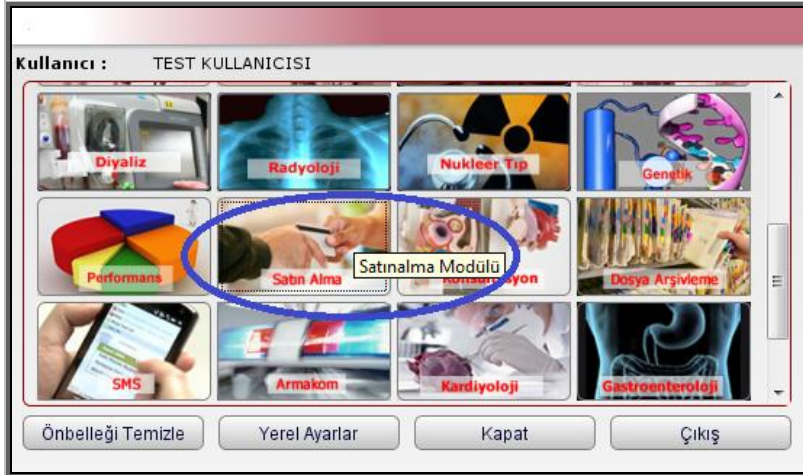 Kullanıcı : TEST KULLANICISI
Diyaliz
Radyoloji
Nukleer Tıp
Genetik
Performans
Satın Alma
Satınalma Modülü
Dosya Arşivleme
SMS
Armakom
Kardiyoloji
Gastroenteroloji
Önbelleği Temizle
Yerel Ayarlar
Kapat
Çıkış